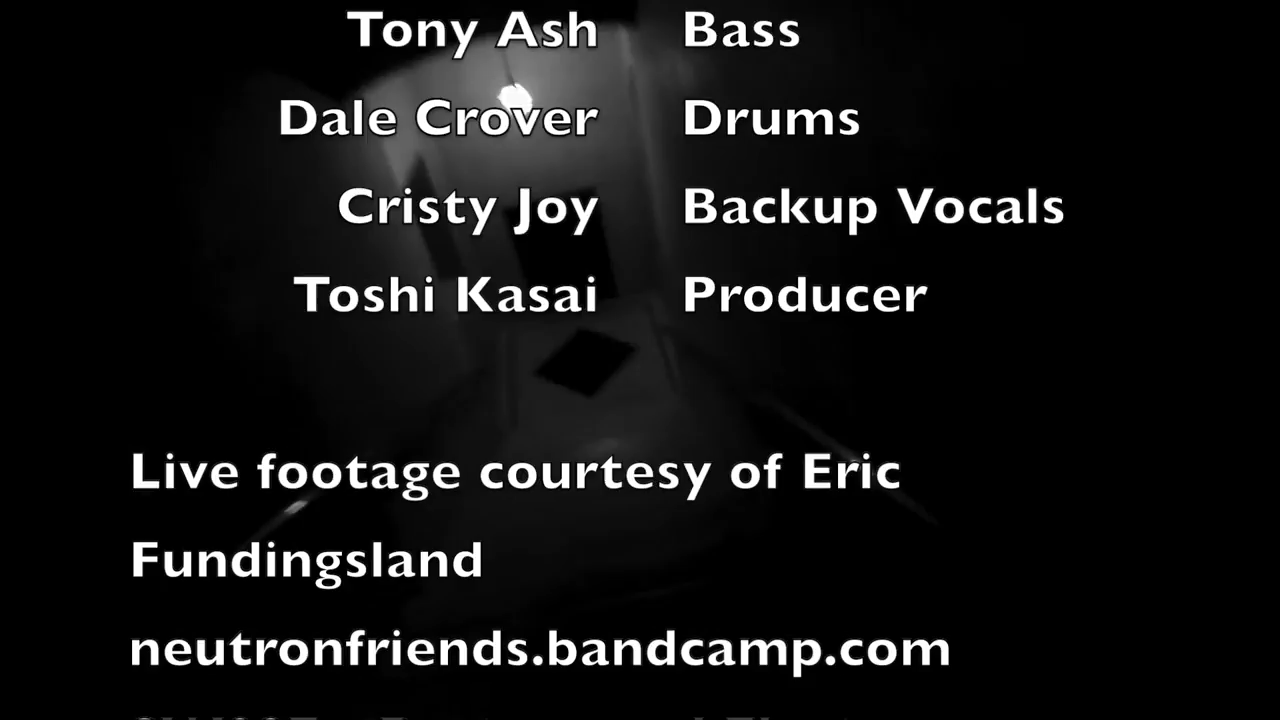 Tony Ash Bass
Dale Crover Drums
Cristy Joy Backup Vocals
Toshi Kasai Producer
Live footage courtesy of Eric
Fundingsland
neutronfriends.bandcamp.com